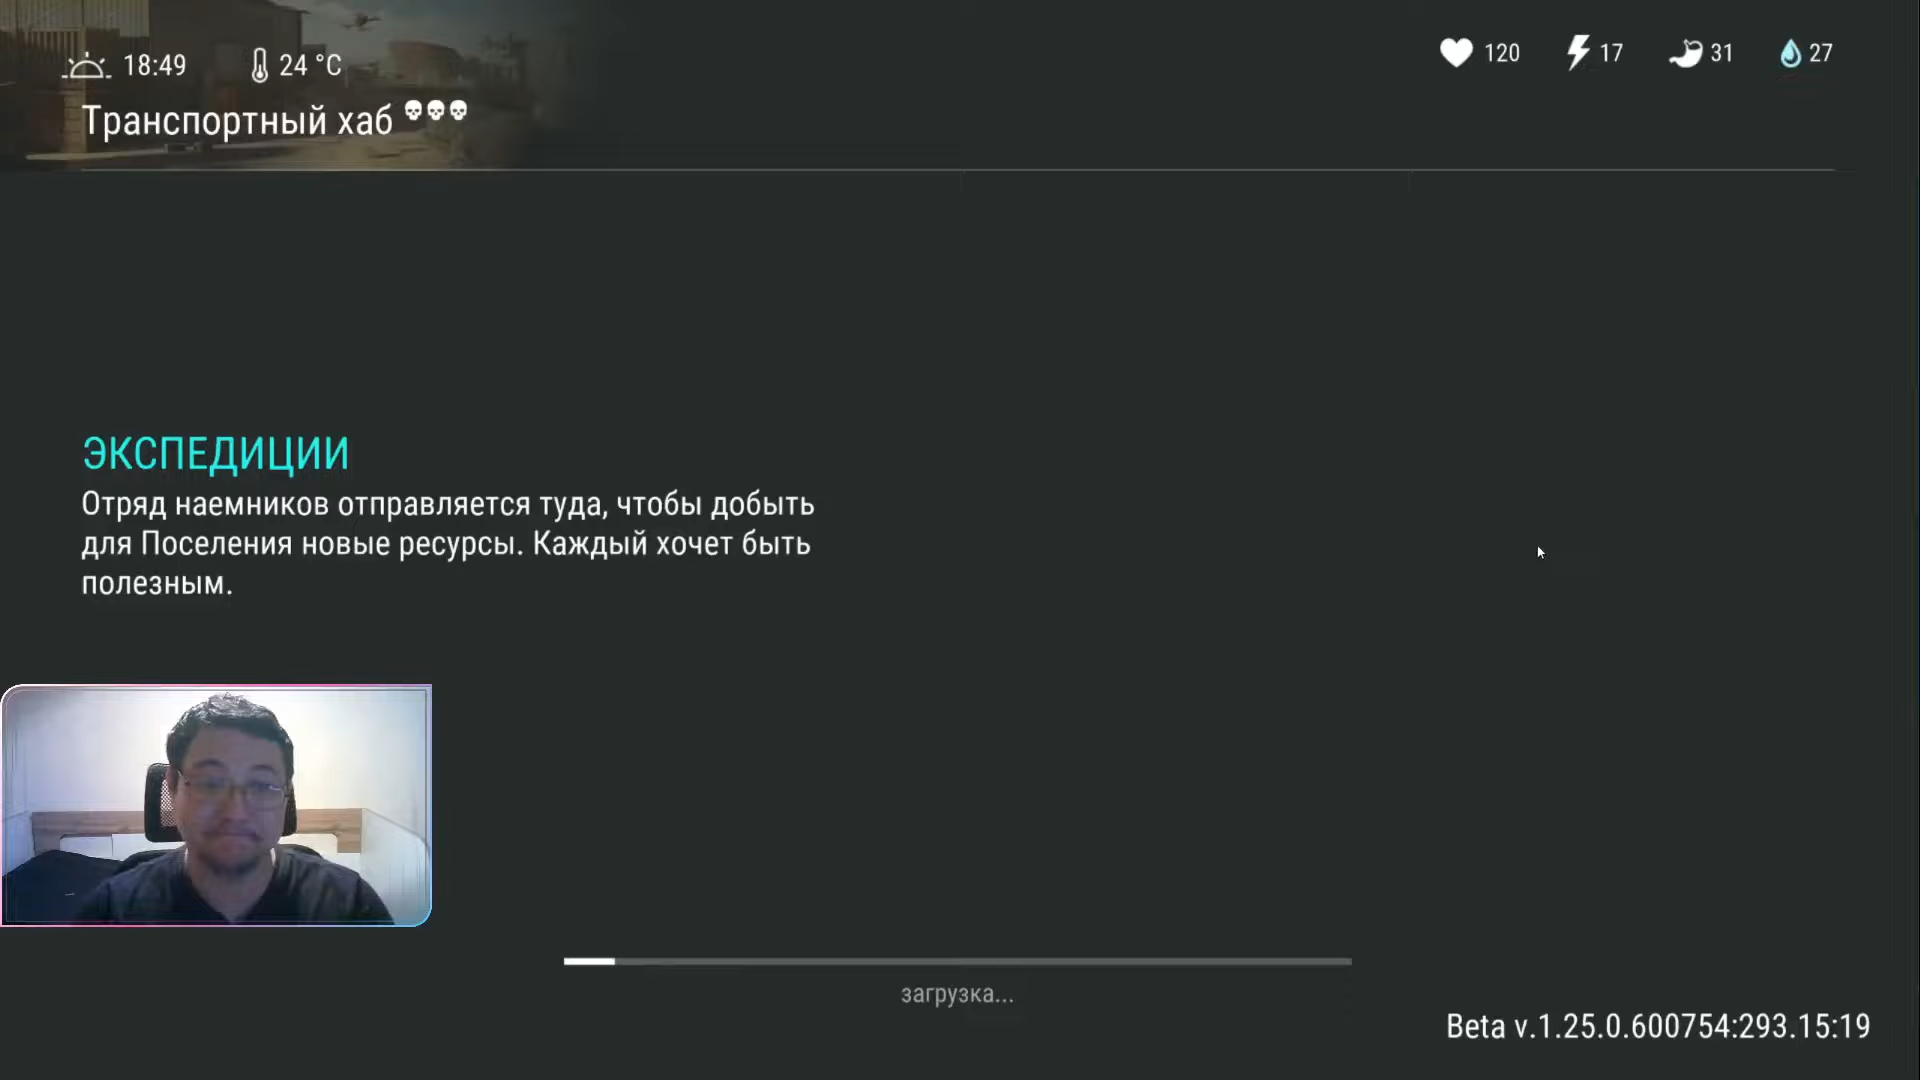 18:49 24 °C
120 17 31 27
Транспортный хаб
ЭКСПЕДИЦИИ
Отряд наемников отправляется туда, чтобы добыть
для Поселения новые ресурсы. Каждый хочет быть
полезным.
загрузка...
Beta v.1.25.0.600754:293.15:19